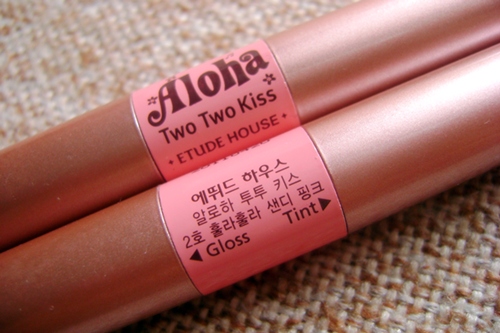 Aloha
Two Two Kiss
• ETUDE HOUSE •
에뛰드 하우스
알로하 투투 키스
2호 훌라훌라 샌디 핑크
◀Gloss Tint▶